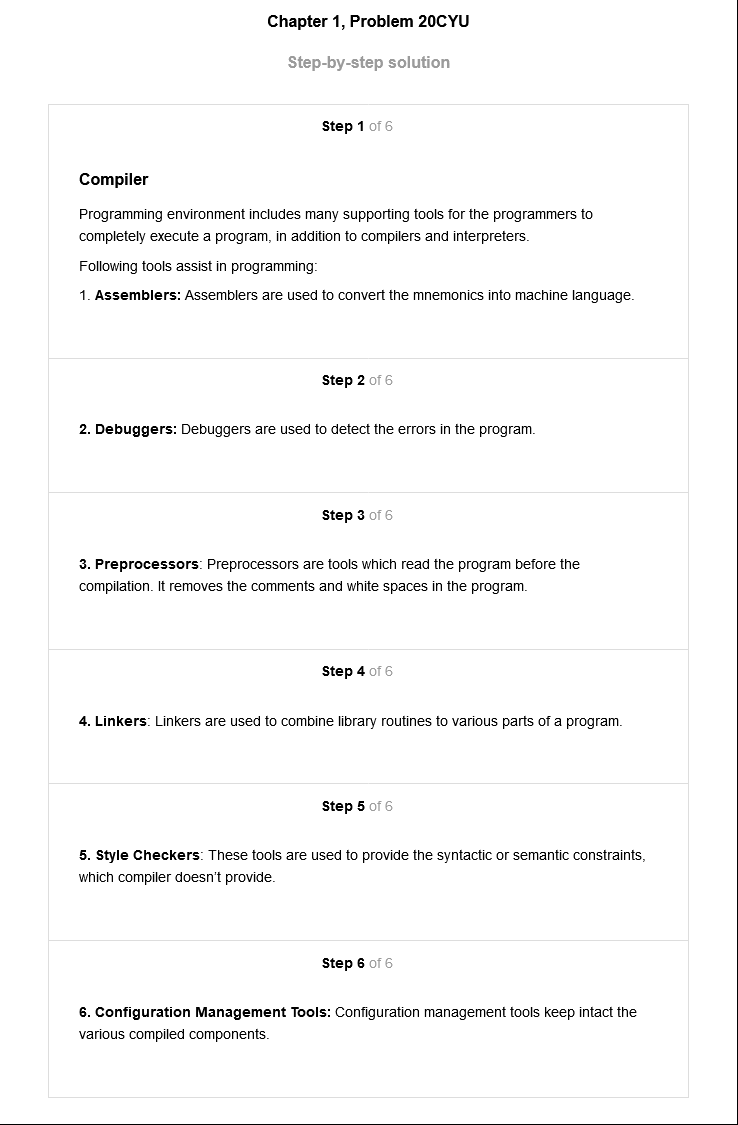 Chapter 1, Problem 20CYU
Step-by-step solution
Step 1 of 6
Compiler
Programming environment includes many supporting tools for the programmers to
completely execute a program, in addition to compilers and interpreters.
Following tools assist in programming:
1. Assemblers: Assemblers are used to convert the mnemonics into machine language.
Step 2 of 6
2. Debuggers: Debuggers are used to detect the errors in the program.
Step 3 of 6
3. Preprocessors: Preprocessors are tools which read the program before the
compilation. It removes the comments and white spaces in the program.
Step 4 of 6
4. Linkers: Linkers are used to combine library routines to various parts of a program.
Step 5 of 6
5. Style Checkers: These tools are used to provide the syntactic or semantic constraints,
which compiler doesn’t provide.
Step 6 of 6
6. Configuration Management Tools: Configuration management tools keep intact the
various compiled components.